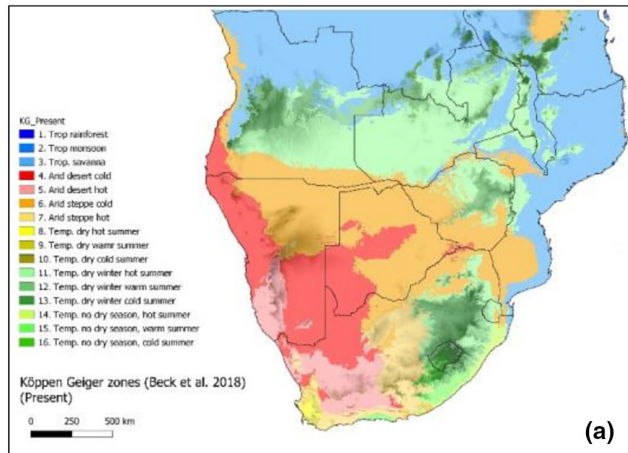 KG_Present
1. Trop rainforest
2. Trop monsoon
3. Trop. savanna
4. Arid desert cold
5. Arid desert hot
6. Arid steppe cold
7. Arid steppe hot
8. Temp. dry hot summer
9. Temp. dry wamr summer
10. Temp. dry cold summer
11. Temp. dry winter hot summer
12. Temp. dry winter warm summer
13. Temp. dry winter cold summer
14. Temp. no dry season, hot summer
15. Temp. no dry season, warm summer
16. Temp. no dry season, cold summer
Köppen Geiger zones (Beck et al. 2018)
(Present)
0 250 500 km
(a)